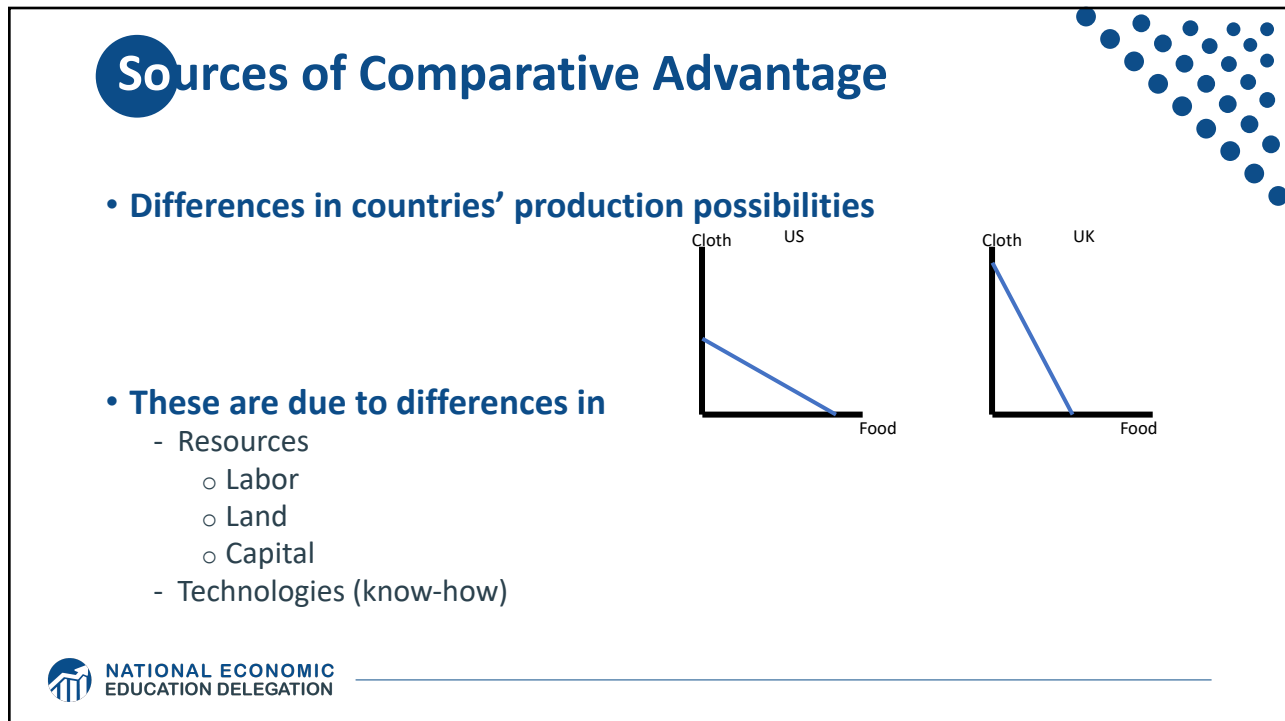 Sources of Comparative Advantage
• Differences in countries’ production possibilities
Cloth US
Food
Cloth UK
Food
• These are due to differences in
- Resources
o Labor
o Land
o Capital
- Technologies (know-how)
NATIONAL ECONOMIC
EDUCATION DELEGATION